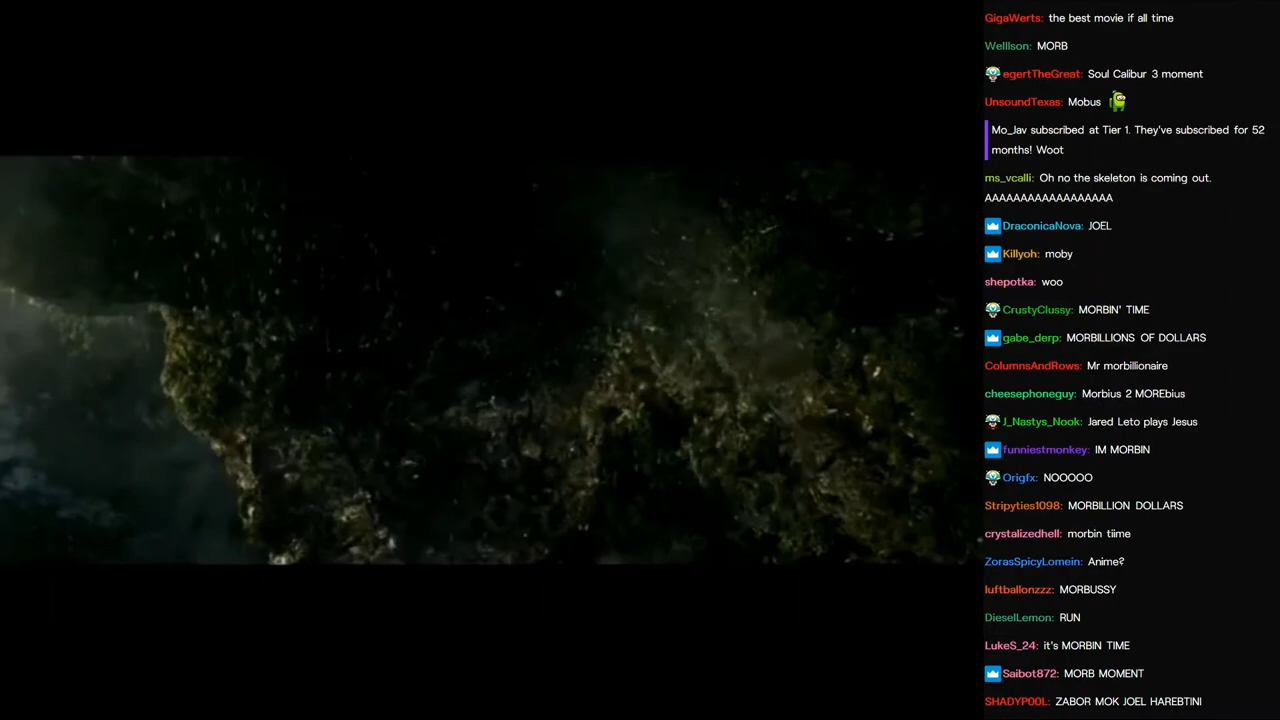 GigaWerts: the best movie if all time
Welllson: MORB
egertTheGreat: Soul Calibur 3 moment
UnsoundTexas: Mobus
Mo_Jav subscribed at Tier 1. They've subscribed for 52
months! Woot
ms_vcalli: Oh no the skeleton is coming out.
AAAAAAAAAAAAAAAAAA
DraconicaNova: JOEL
Killyoh: moby
shepotka: woo
CrustyClussy: MORBIN' TIME
gabe_derp: MORBILLIONS OF DOLLARS
ColumnsAndRows: Mr morbillionaire
cheesephoneguy: Morbius 2 MOREbius
J_Nastys_Nook: Jared Leto plays Jesus
funniestmonkey: IM MORBIN
Origfx: NOOOOO
Stripyties1098: MORBILLION DOLLARS
crystalizedhell: morbin tiime
ZorasSpicyLomein: Anime?
luftballonzzz: MORBUSSY
DieselLemon: RUN
LukeS_24: it's MORBIN TIME
Saibot872: MORB MOMENT
SHADYP00L: ZABOR MOK JOEL HAREBTINI